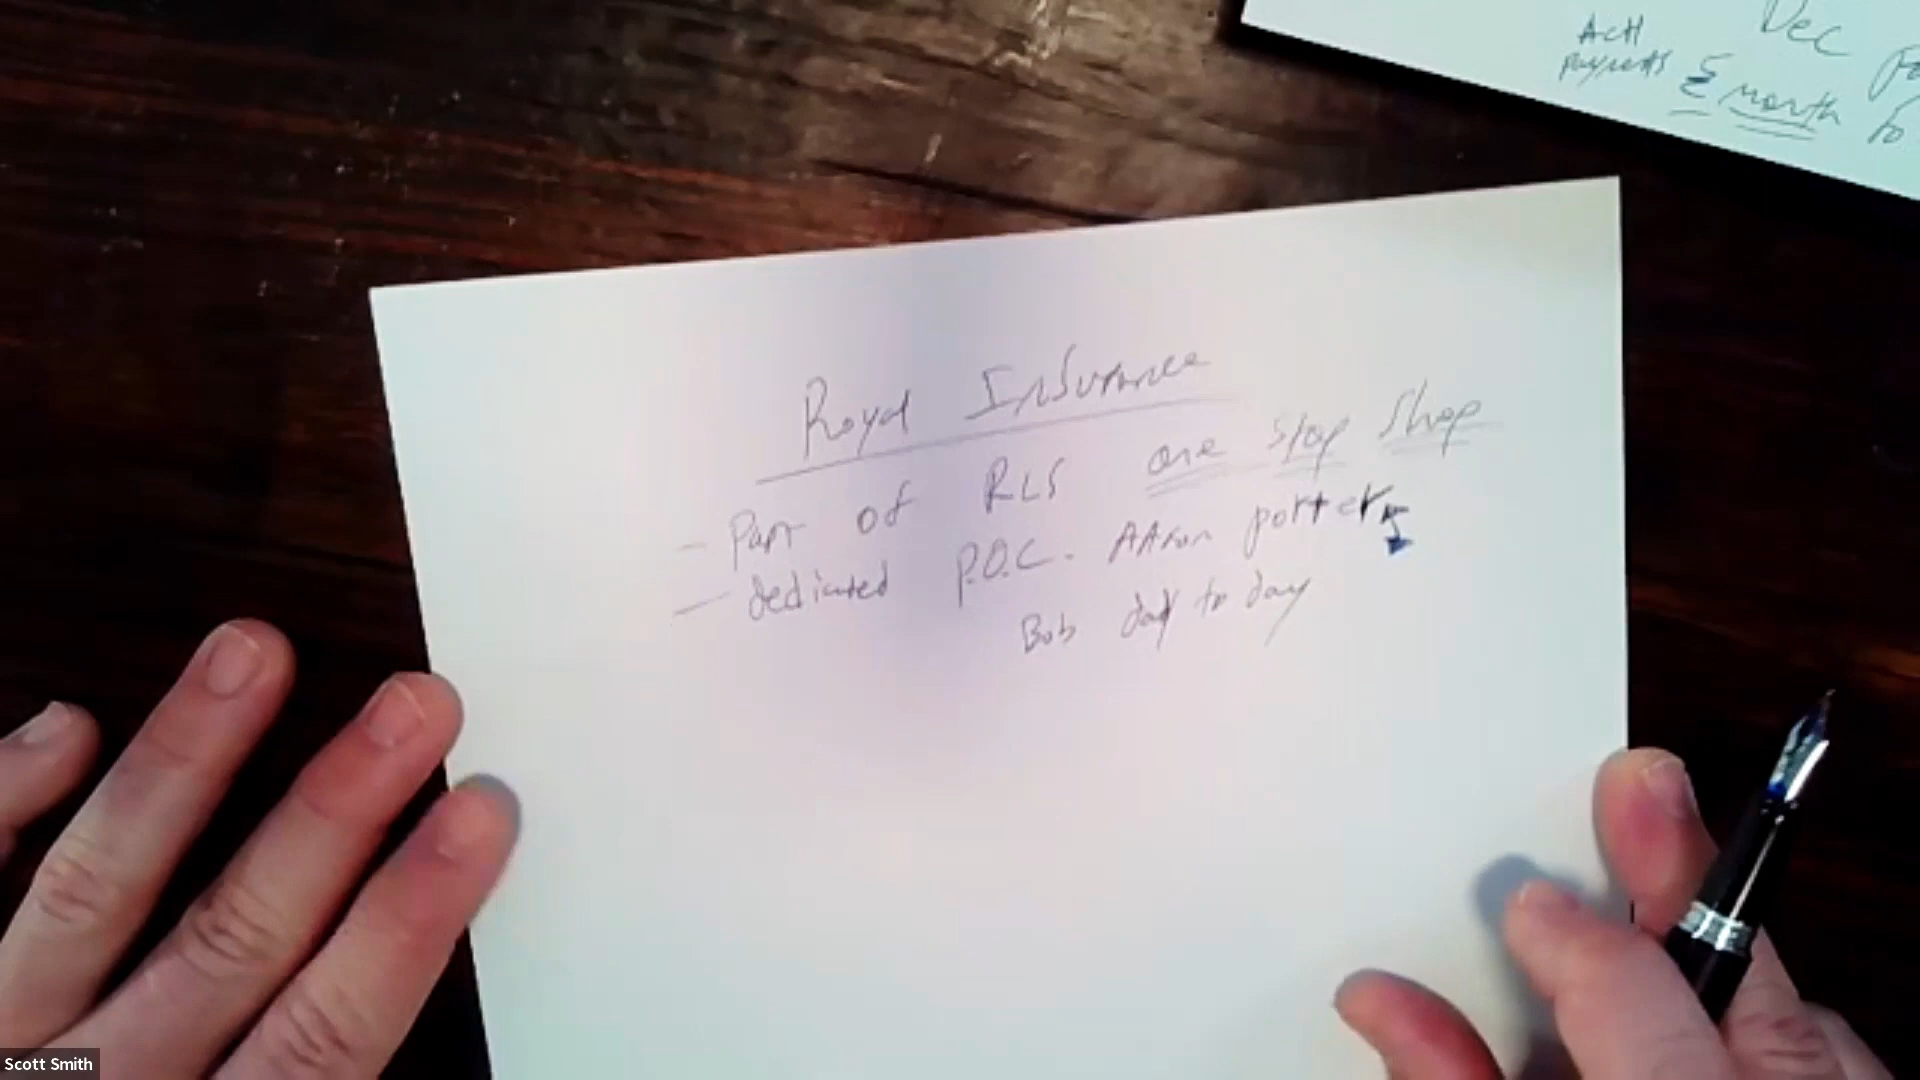 ACH
payments
Dec
E month
Royal Insurance
- Part of RLS one stop shop
- dedicated P.O.C. AAron porter
Bob day to day
Scott Smith